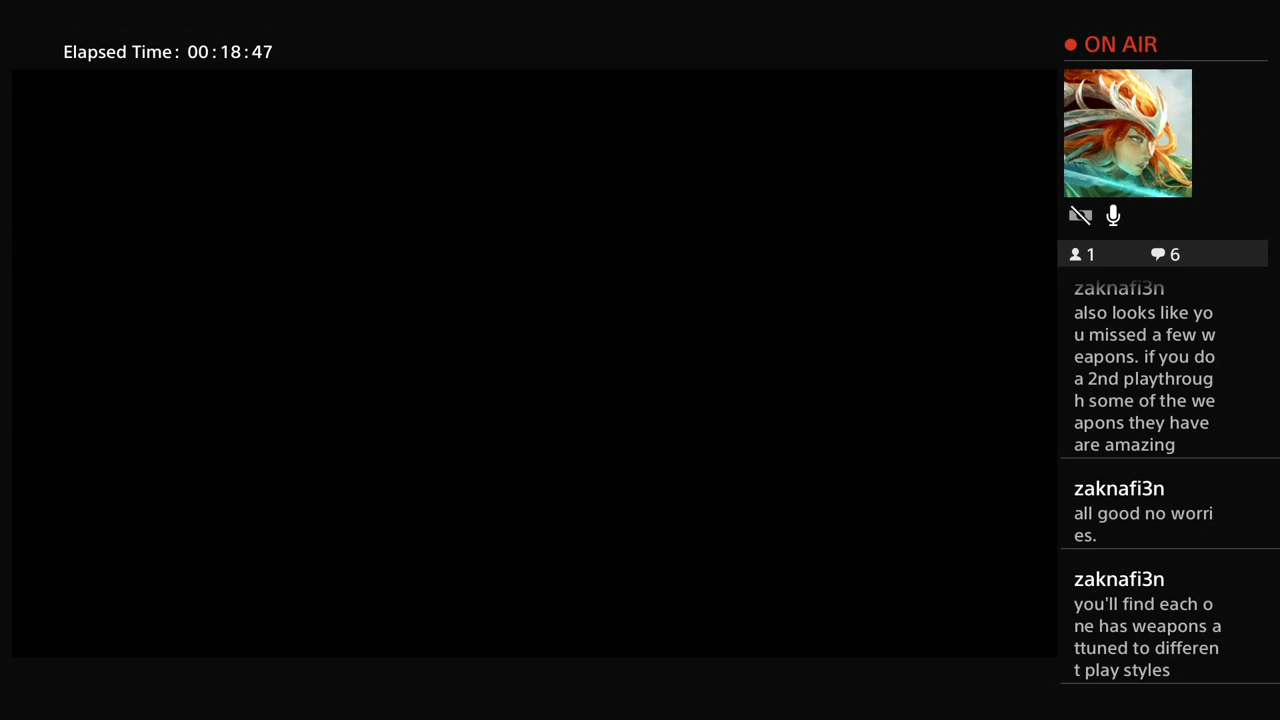 Elapsed Time: 00:18:47
ON AIR
1 6
zaknafi3n
also looks like yo
u missed a few w
eapons. if you do
a 2nd playthroug
h some of the we
apons they have
are amazing
zaknafi3n
all good no worri
es.
zaknafi3n
you'll find each o
ne has weapons a
ttuned to differen
t play styles